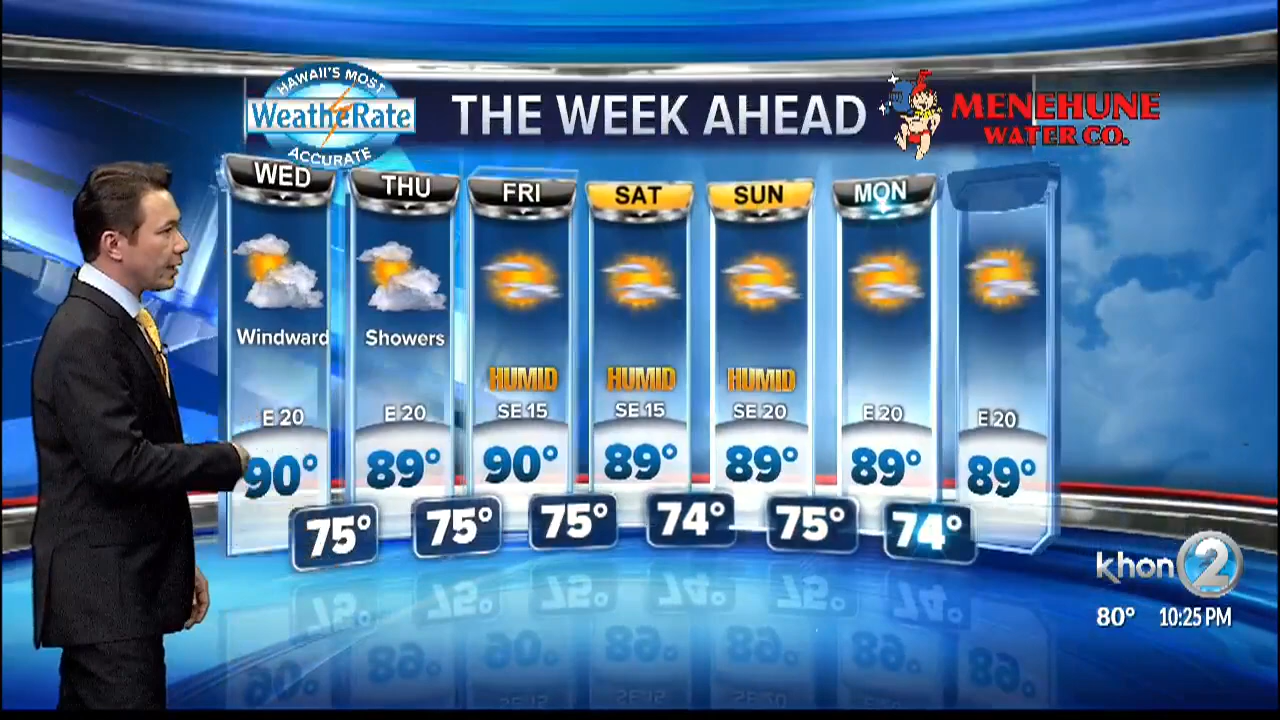 HAWAII'S MOST
WeatheRate
ACCURATE
THE WEEK AHEAD
MENEHUNE
WATER CO.
WED THU FRI SAT SUN MON
Windward Showers
HUMID HUMID HUMID
E 20 E 20 SE 15 SE 15 SE 20 E 20 E 20
90° 89° 90° 89° 89° 89° 89°
75° 75° 75° 74° 75° 74°
khon 2
80° 10:25 PM